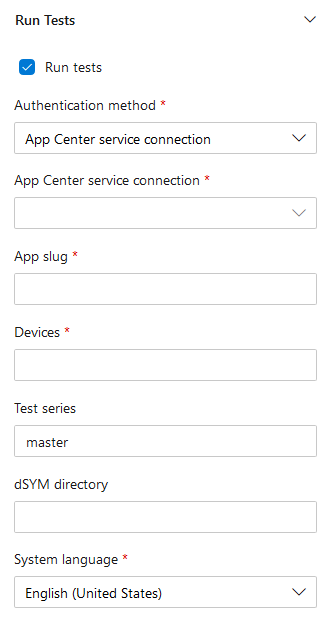 Run Tests
Run tests
Authentication method *
App Center service connection
App Center service connection *
App slug *
Devices *
Test series
master
dSYM directory
System language *
English (United States)